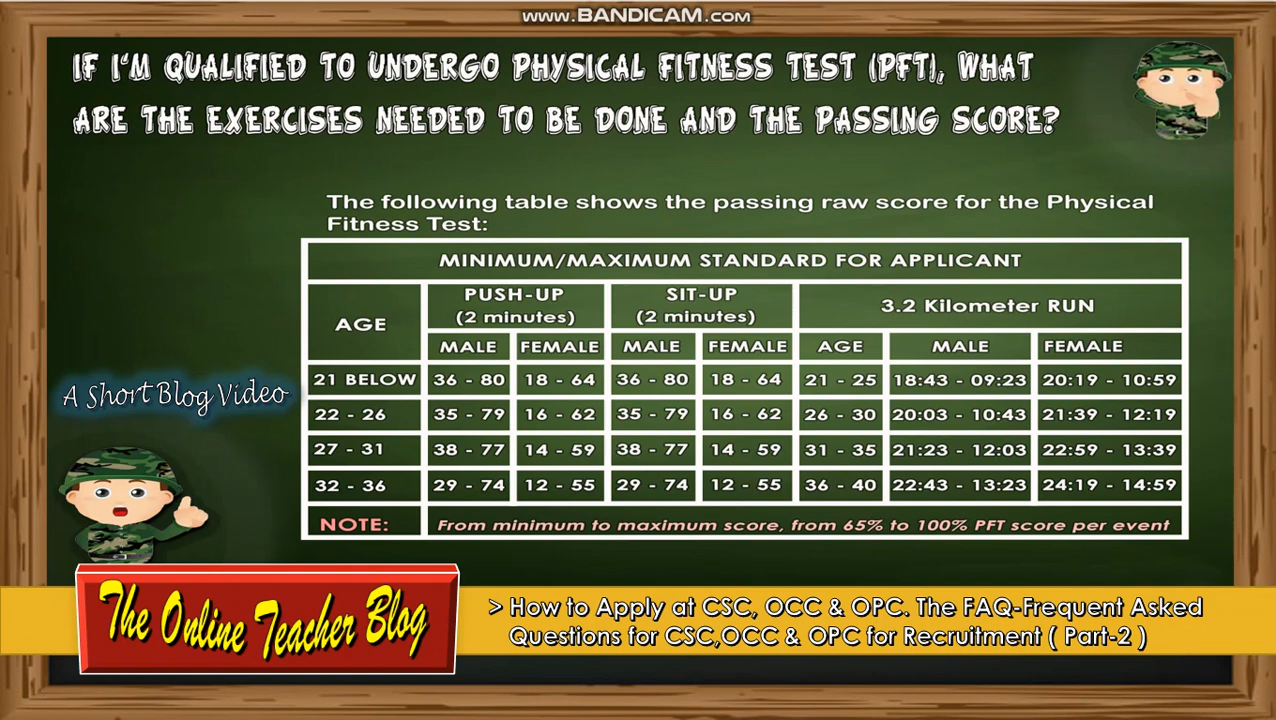 www.BANDICAM.com
IF I'M QUALIFIED TO UNDERGO PHYSICAL FITNESS TEST (PFT), WHAT
ARE THE EXERCISES NEEDED TO BE DONE AND THE PASSING SCORE?
The following table shows the passing raw score for the Physical
Fitness Test:
MINIMUM/MAXIMUM STANDARD FOR APPLICANT
AGE PUSH-UP (2 minutes) SIT-UP (2 minutes) 3.2 Kilometer RUN
MALE FEMALE MALE FEMALE AGE MALE FEMALE
21 BELOW 36 - 80 18 - 64 36 - 80 18 - 64 21 - 25 18:43 - 09:23 20:19 - 10:59
22 - 26 35 - 79 16 - 62 35 - 79 16 - 62 26 - 30 20:03 - 10:43 21:39 - 12:19
27 - 31 38 - 77 14 - 59 38 - 77 14 - 59 31 - 35 21:23 - 12:03 22:59 - 13:39
32 - 36 29 - 74 12 - 55 29 - 74 12 - 55 36 - 40 22:43 - 13:23 24:19 - 14:59
NOTE: From minimum to maximum score, from 65% to 100% PFT score per event
A Short Blog Video
The Online Teacher Blog
> How to Apply at CSC, OCC & OPC. The FAQ-Frequent Asked
Questions for CSC,OCC & OPC for Recruitment ( Part-2 )